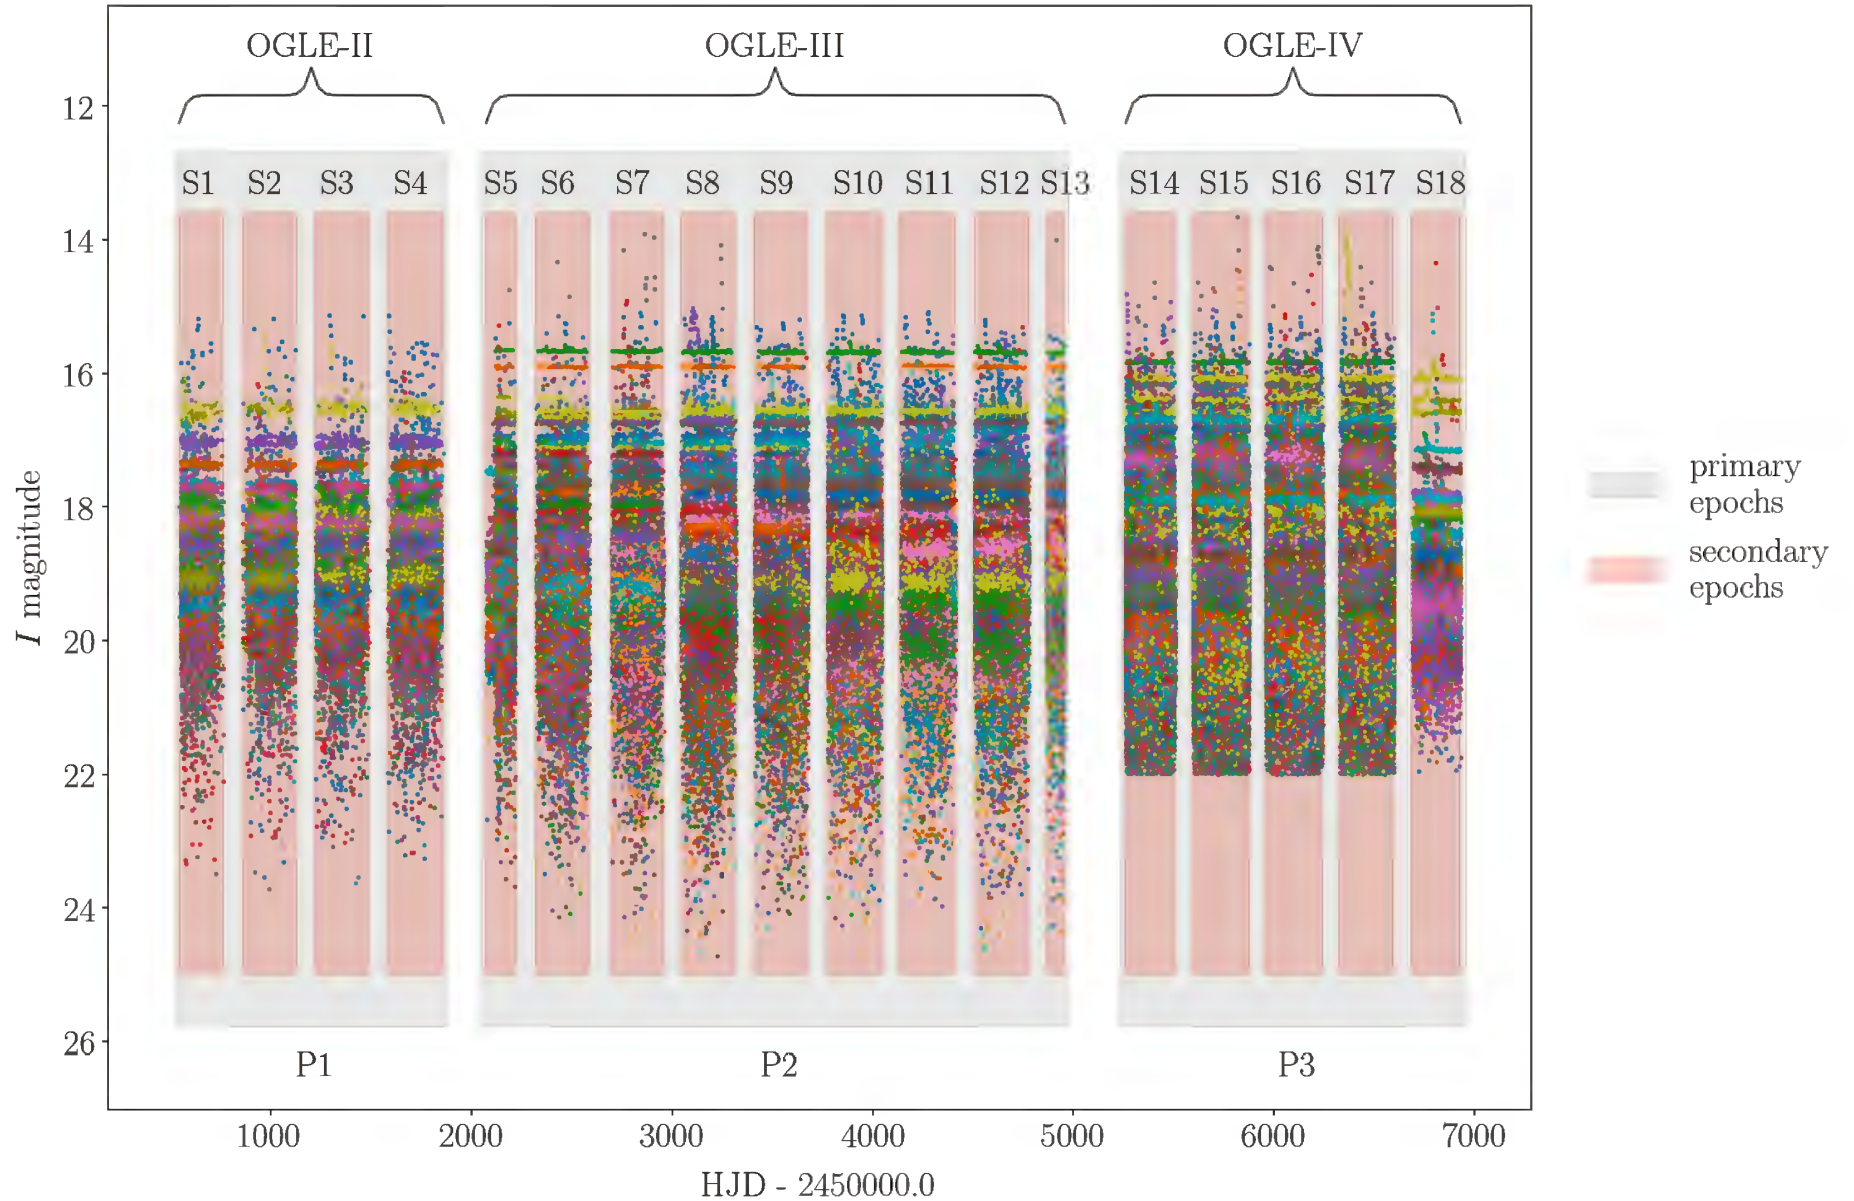 OGLE-II OGLE-III OGLE-IV
12
S1 S2 S3 S4 S5 S6 S7 S8 S9 S10 S11 S12 S13 S14 S15 S16 S17 S18
14
16
18
20
22
24
26
I magnitude
primary
epochs
secondary
epochs
P1 P2 P3
1000 2000 3000 4000 5000 6000 7000
HJD - 2450000.0